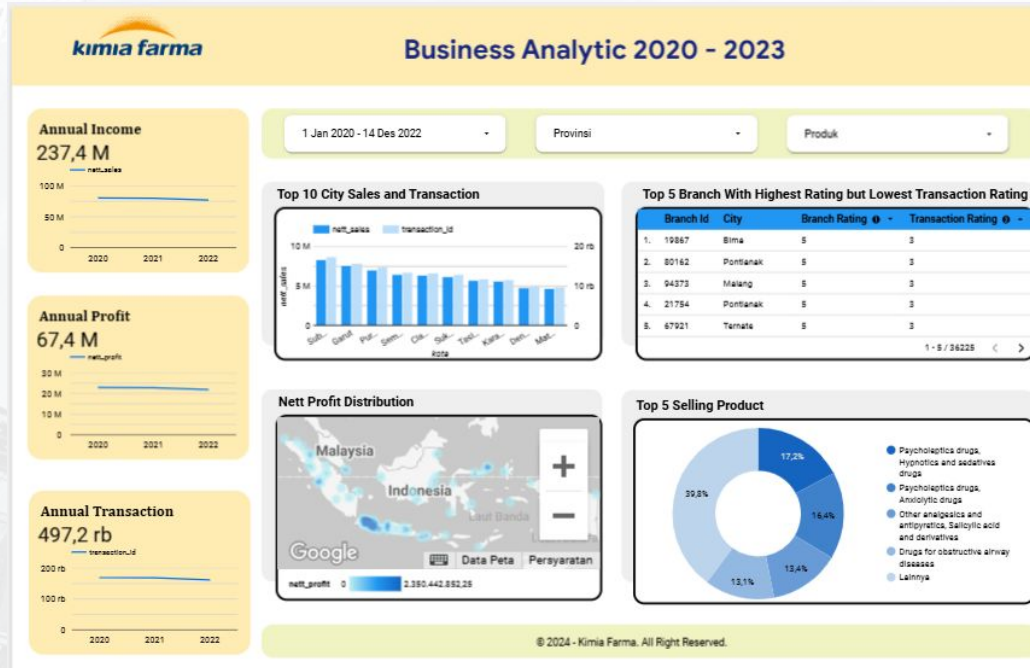 kimia farma
Business Analytic 2020 - 2023
Annual Income
237,4 M
nett_sales
100 M
50 M
0
2020 2021 2022
Annual Profit
67,4 M
nett_profit
30 M
20 M
10 M
0
2020 2021 2022
Annual Transaction
497,2 rb
transaction_id
200 rb
100 rb
0
2020 2021 2022
1 Jan 2020 - 14 Des 2022
Provinsi
Produk
Top 10 City Sales and Transaction
nett_sales transaction_id
10 M 20 rb
nett_sales
5 M 10 rb
0 0
Sub... Garut Pur... Sem... Cia... Suk... Tasi... Kara... Den... Mat...
kota
Top 5 Branch With Highest Rating but Lowest Transaction Rating
Branch Id City Branch Rating Transaction Rating
1. 19867 Bima 5 3
2. 80162 Pontianak 5 3
3. 94373 Malang 5 3
4. 21754 Pontianak 5 3
5. 67921 Ternate 5 3
1 - 5 / 36225 < >
Nett Profit Distribution
Malaysia
Indonesia
Laut Banda
+
−
Google
Data Peta Persyaratan
nett_profit 0 2.350.442.852,25
Top 5 Selling Product
17,2%
16,4%
13,4%
13,1%
39,8%
Psycholeptics drugs,
Hypnotics and sedatives
drugs
Psycholeptics drugs,
Anxiolytic drugs
Other analgesics and
antipyretics, Salicylic acid
and derivatives
Drugs for obstructive airway
diseases
Lainnya
© 2024 - Kimia Farma. All Right Reserved.